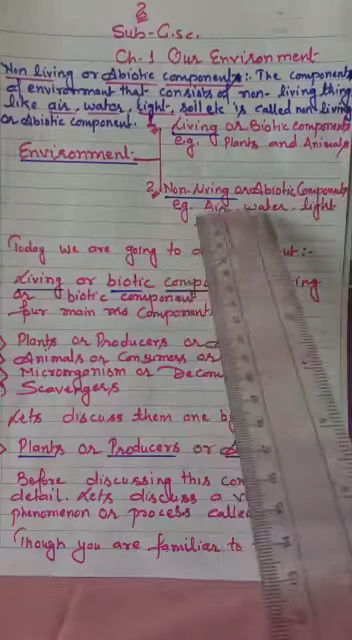 Sub - G.sc.
Ch - 1 Our Environment
Non living or Abiotic components :- The components
of environment that consists of non - living thing
like air, water, light, soil etc is called non living
or Abiotic component.
1. Living or Biotic components
e.g. Plants and Animals
Environment
2. Non - living or Abiotic Components
eg. Air, water, light
Today we are going to :-
Living or biotic
or biotic component
four main
Plants or Producers or
Animals or Consumers or
Microorganism or
Scavengers
Lets discuss them one
Plants or Producers or
Before discussing this
detail. Lets discuss a
phenomenon or process
Though you are familiar to